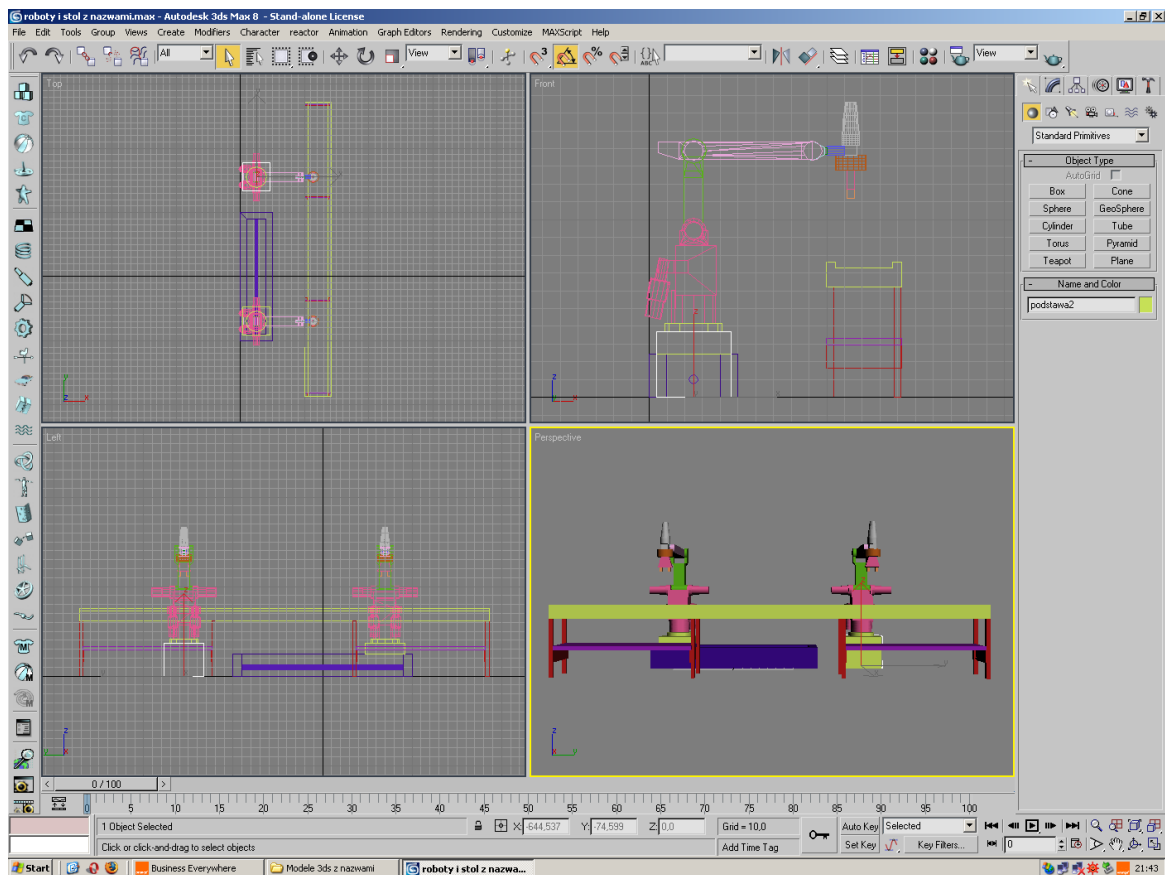 roboty i stol z nazwami.max - Autodesk 3ds Max 8 - Stand-alone License
File Edit Tools Group Views Create Modifiers Character reactor Animation Graph Editors Rendering Customize MAXScript Help
All View 3 % ABC View
Top Front
Standard Primitives
- Object Type
AutoGrid
Box Cone
Sphere GeoSphere
Cylinder Tube
Torus Pyramid
Teapot Plane
- Name and Color
podstawa2
Left Perspective
z
y
z x
z
x
z
y x
z
x y
M
M
M
< 0 / 100 >
0 5 10 15 20 25 30 35 40 45 50 55 60 65 70 75 80 85 90 95 100
1 Object Selected X: -644,537 Y: -74,599 Z: 0,0 Grid = 10,0 Auto Key Selected
Click or click-and-drag to select objects Add Time Tag Set Key Key Filters... 0
Start Business Everywhere Modele 3ds z nazwami roboty i stol z nazwa... 21:43